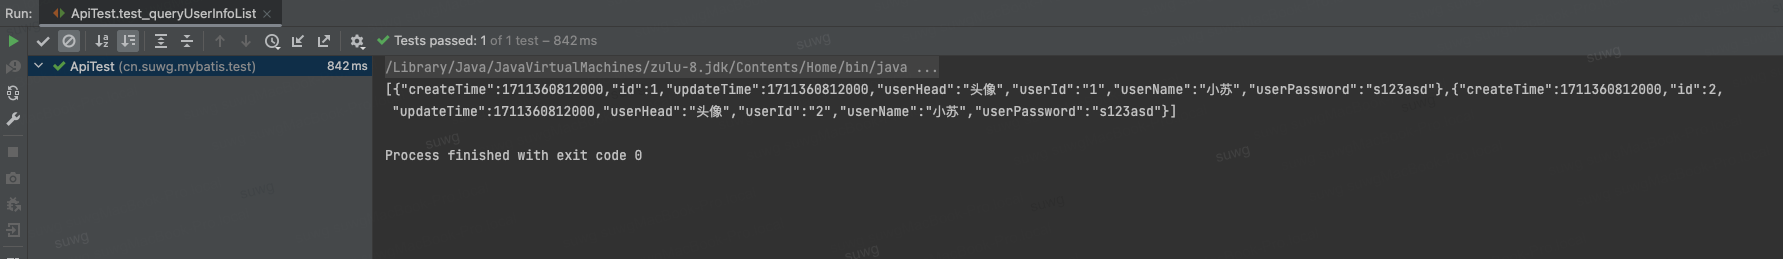 Run: ApiTest.test_queryUserInfoList
Tests passed: 1 of 1 test – 842 ms
ApiTest (cn.suwg.mybatis.test) 842 ms
/Library/Java/JavaVirtualMachines/zulu-8.jdk/Contents/Home/bin/java ...
[{"createTime":1711360812000,"id":1,"updateTime":1711360812000,"userHead":"头像","userId":"1","userName":"小苏","userPassword":"s123asd"},{"createTime":1711360812000,"id":2,
"updateTime":1711360812000,"userHead":"头像","userId":"2","userName":"小苏","userPassword":"s123asd"}]
Process finished with exit code 0
suwg
suwg
suwg
suwg
suwg
suwg
suwg
suwg